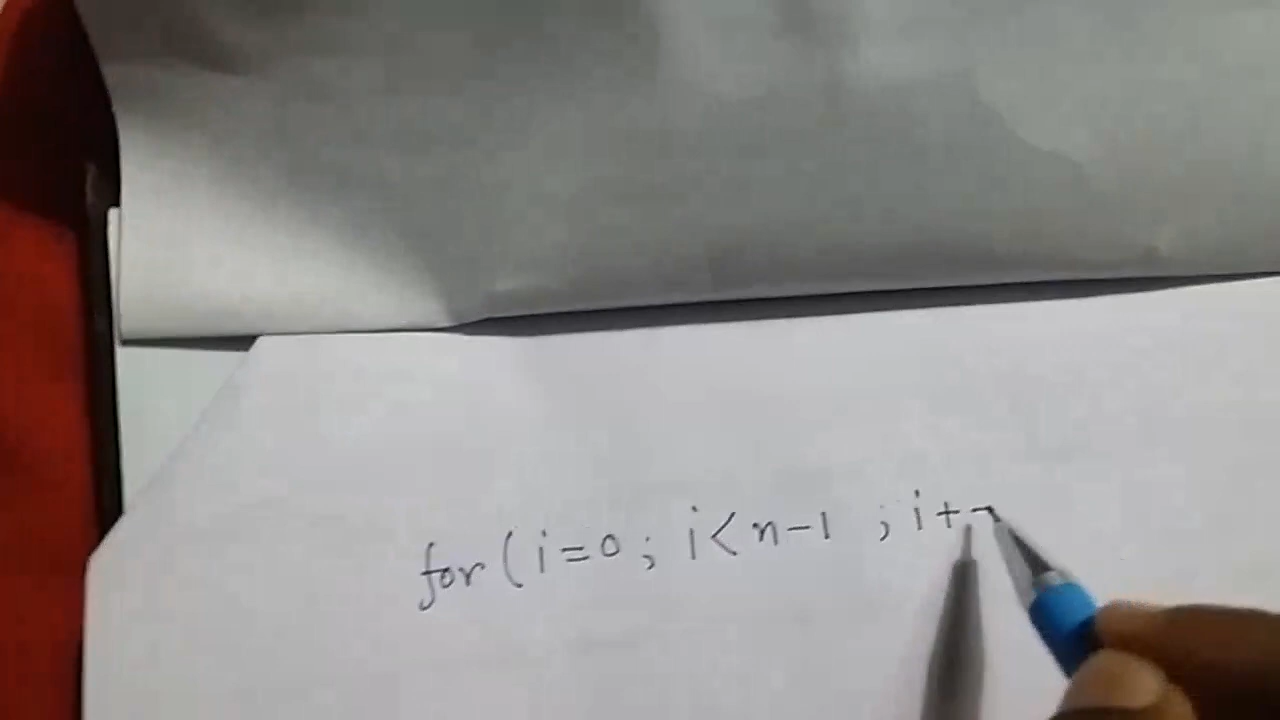 for(i=0; i<n-1 ; i+-